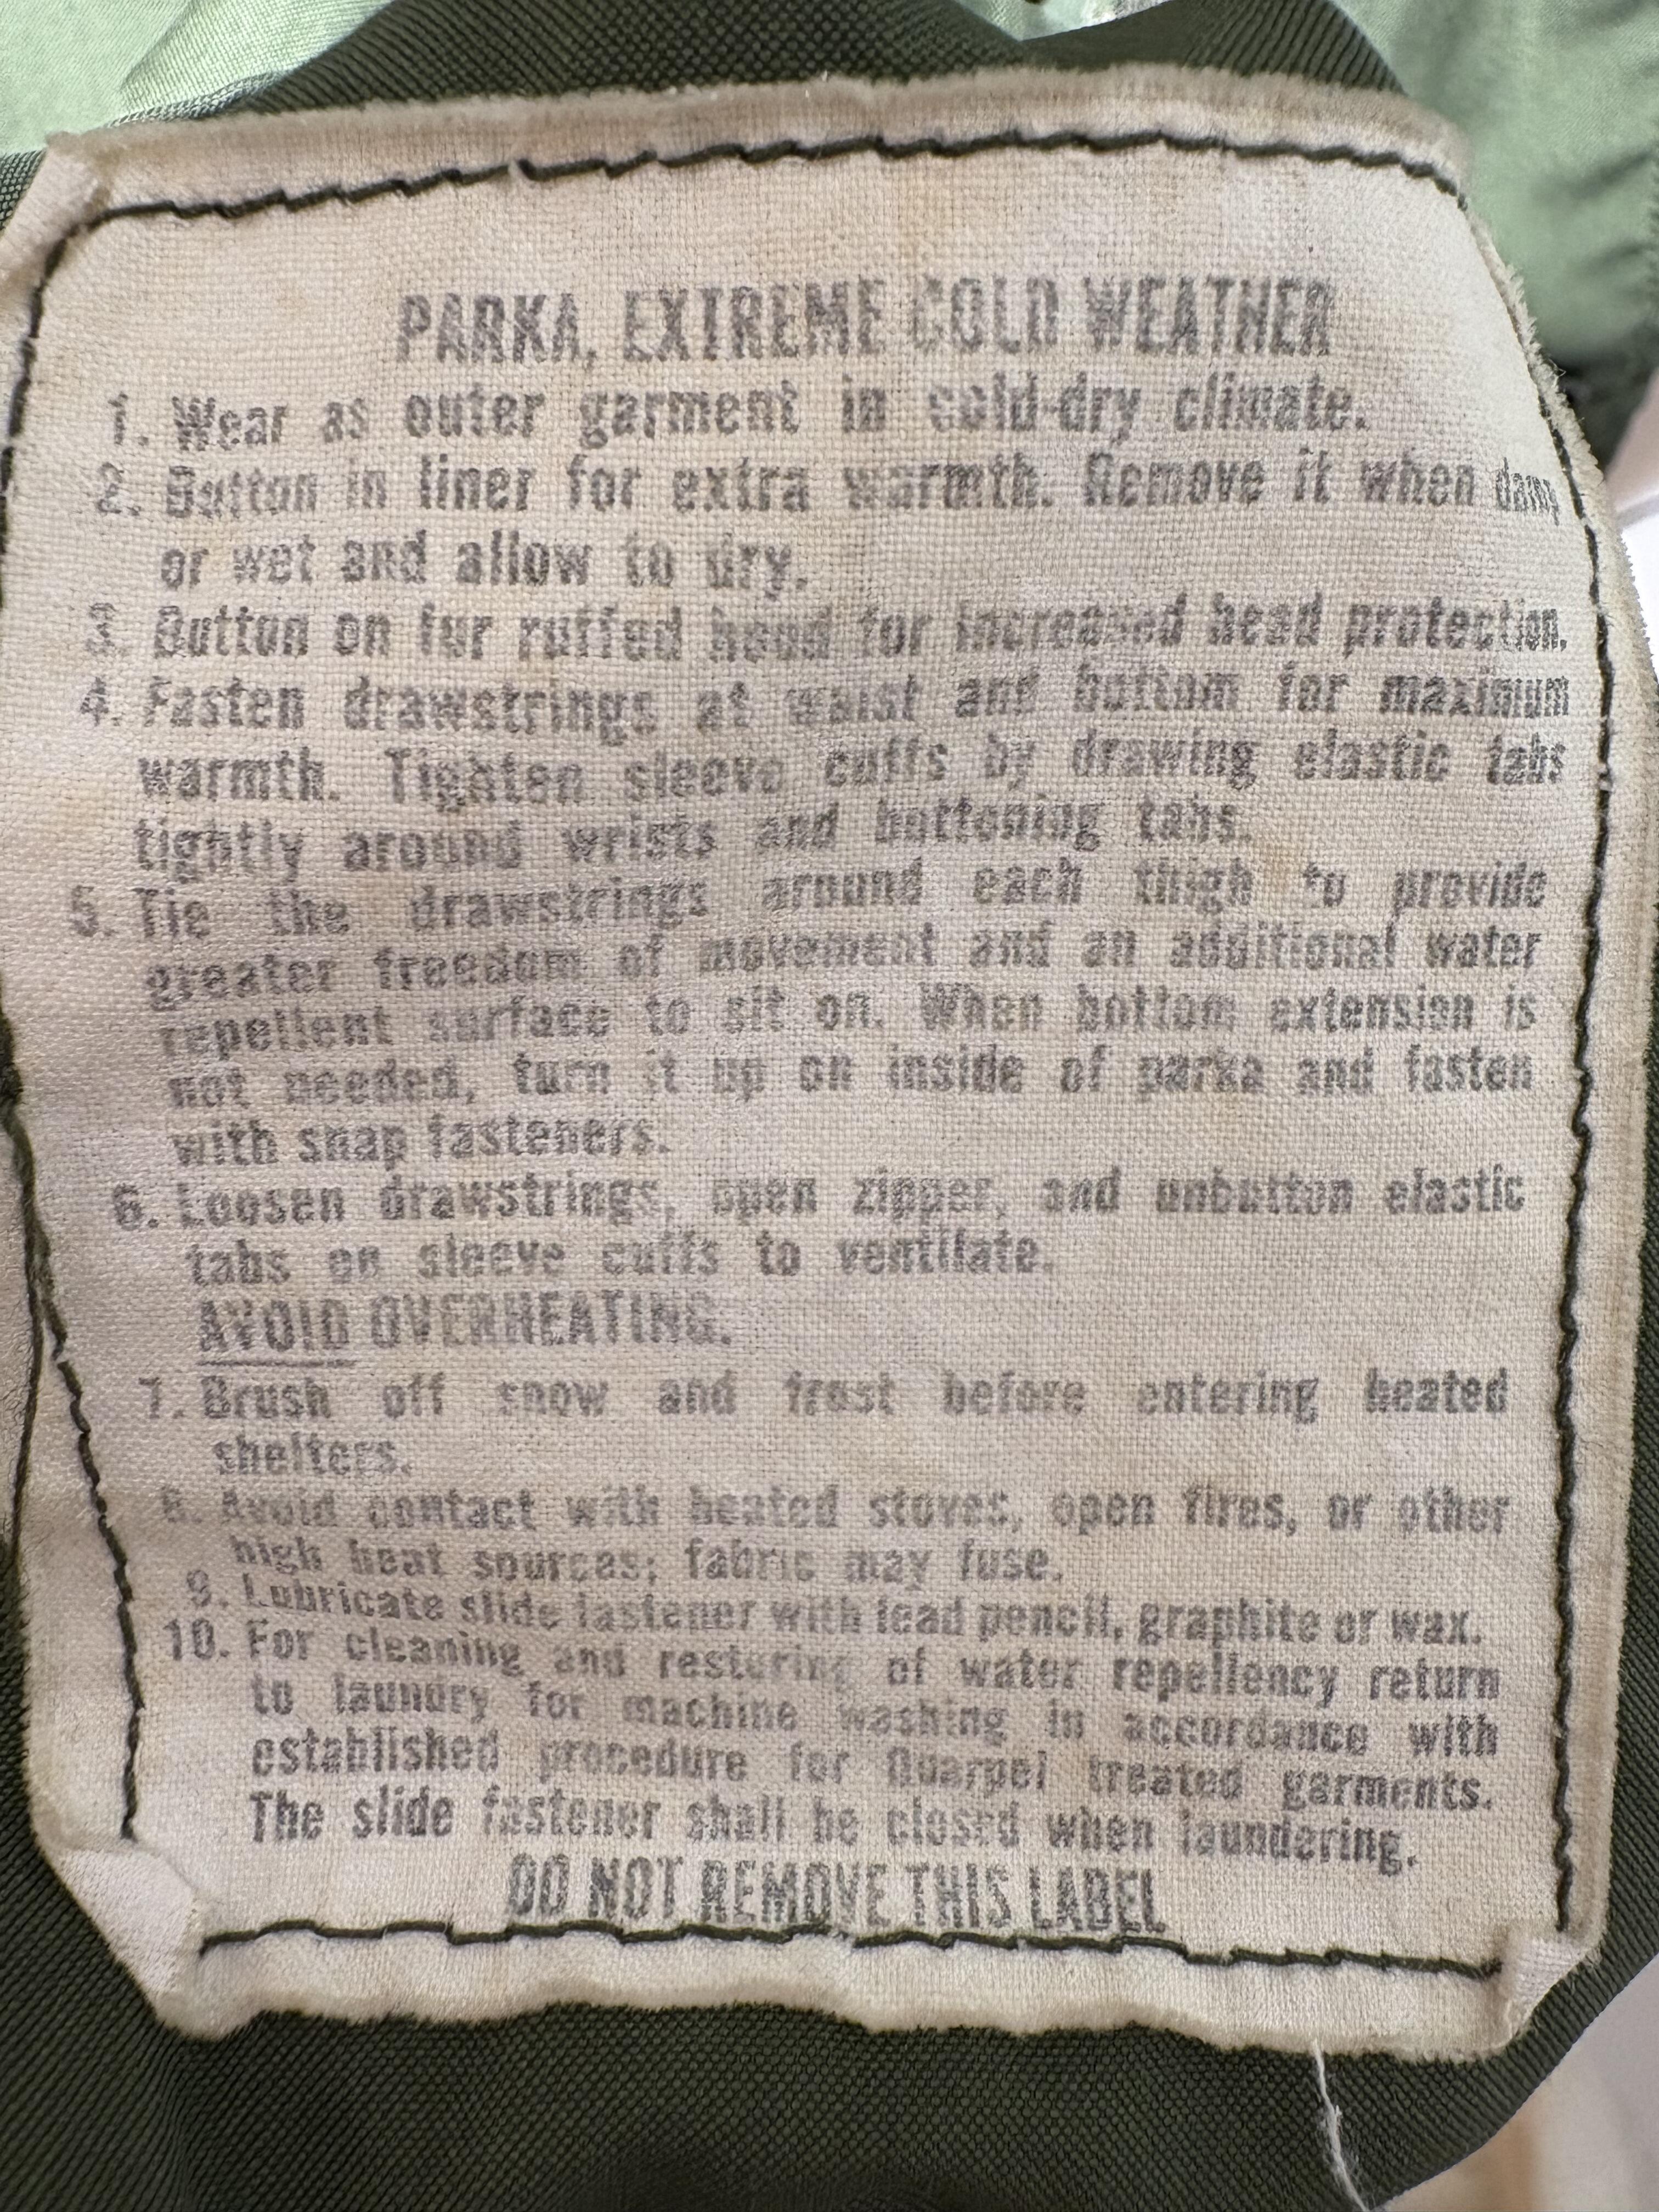 PARKA, EXTREME COLD WEATHER
1. Wear as outer garment in cold-dry climate.
2. Button in liner for extra warmth. Remove it when damp
or wet and allow to dry.
3. Button on fur ruffed hood for increased head protection.
4. Fasten drawstrings at waist and bottom for maximum
warmth. Tighten sleeve cuffs by drawing elastic tabs
tightly around wrists and buttoning tabs.
5. Tie the drawstrings around each thigh to provide
greater freedom of movement and an additional water
repellent surface to sit on. When bottom extension is
not needed, turn it up on inside of parka and fasten
with snap fasteners.
6. Loosen drawstrings, open zipper, and unbutton elastic
tabs on sleeve cuffs to ventilate.
AVOID OVERHEATING.
7. Brush off snow and frost before entering heated
shelters.
8. Avoid contact with heated stoves, open fires, or other
high heat sources; fabric may fuse.
9. Lubricate slide fastener with lead pencil, graphite or wax.
10. For cleaning and restoring of water repellency return
to laundry for machine washing in accordance with
established procedure for Quarpel treated garments.
The slide fastener shall be closed when laundering.
DO NOT REMOVE THIS LABEL